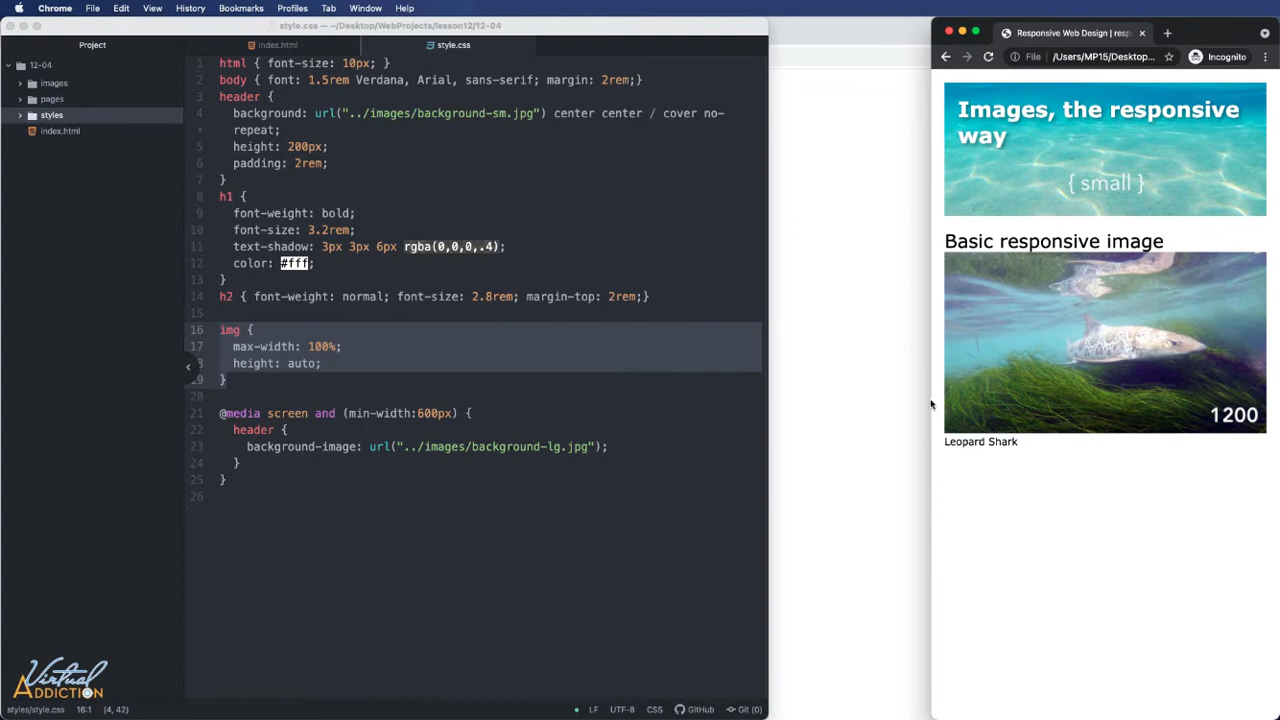 Chrome File Edit View History Bookmarks Profiles Tab Window Help
style.css — ~/Desktop/WebProjects/lesson12/12-04
Project
index.html
style.css
12-04
images
pages
styles
index.html
1 html { font-size: 10px; }
2 body { font: 1.5rem Verdana, Arial, sans-serif; margin: 2rem;}
3 header {
4 background: url("../images/background-sm.jpg") center center / cover no-
• repeat;
5 height: 200px;
6 padding: 2rem;
7 }
8 h1 {
9 font-weight: bold;
10 font-size: 3.2rem;
11 text-shadow: 3px 3px 6px rgba(0,0,0,.4);
12 color: #fff;
13 }
14 h2 { font-weight: normal; font-size: 2.8rem; margin-top: 2rem;}
15
16 img {
17 max-width: 100%;
8 height: auto;
19 }
20
21 @media screen and (min-width:600px) {
22 header {
23 background-image: url("../images/background-lg.jpg");
24 }
25 }
26
Virtual
ADDICTION
styles/style.css 16:1 (4, 42)
LF UTF-8 CSS GitHub Git (0)
Responsive Web Design | resp
File /Users/MP15/Desktop... Incognito
Images, the responsive
way
{ small }
Basic responsive image
1200
Leopard Shark